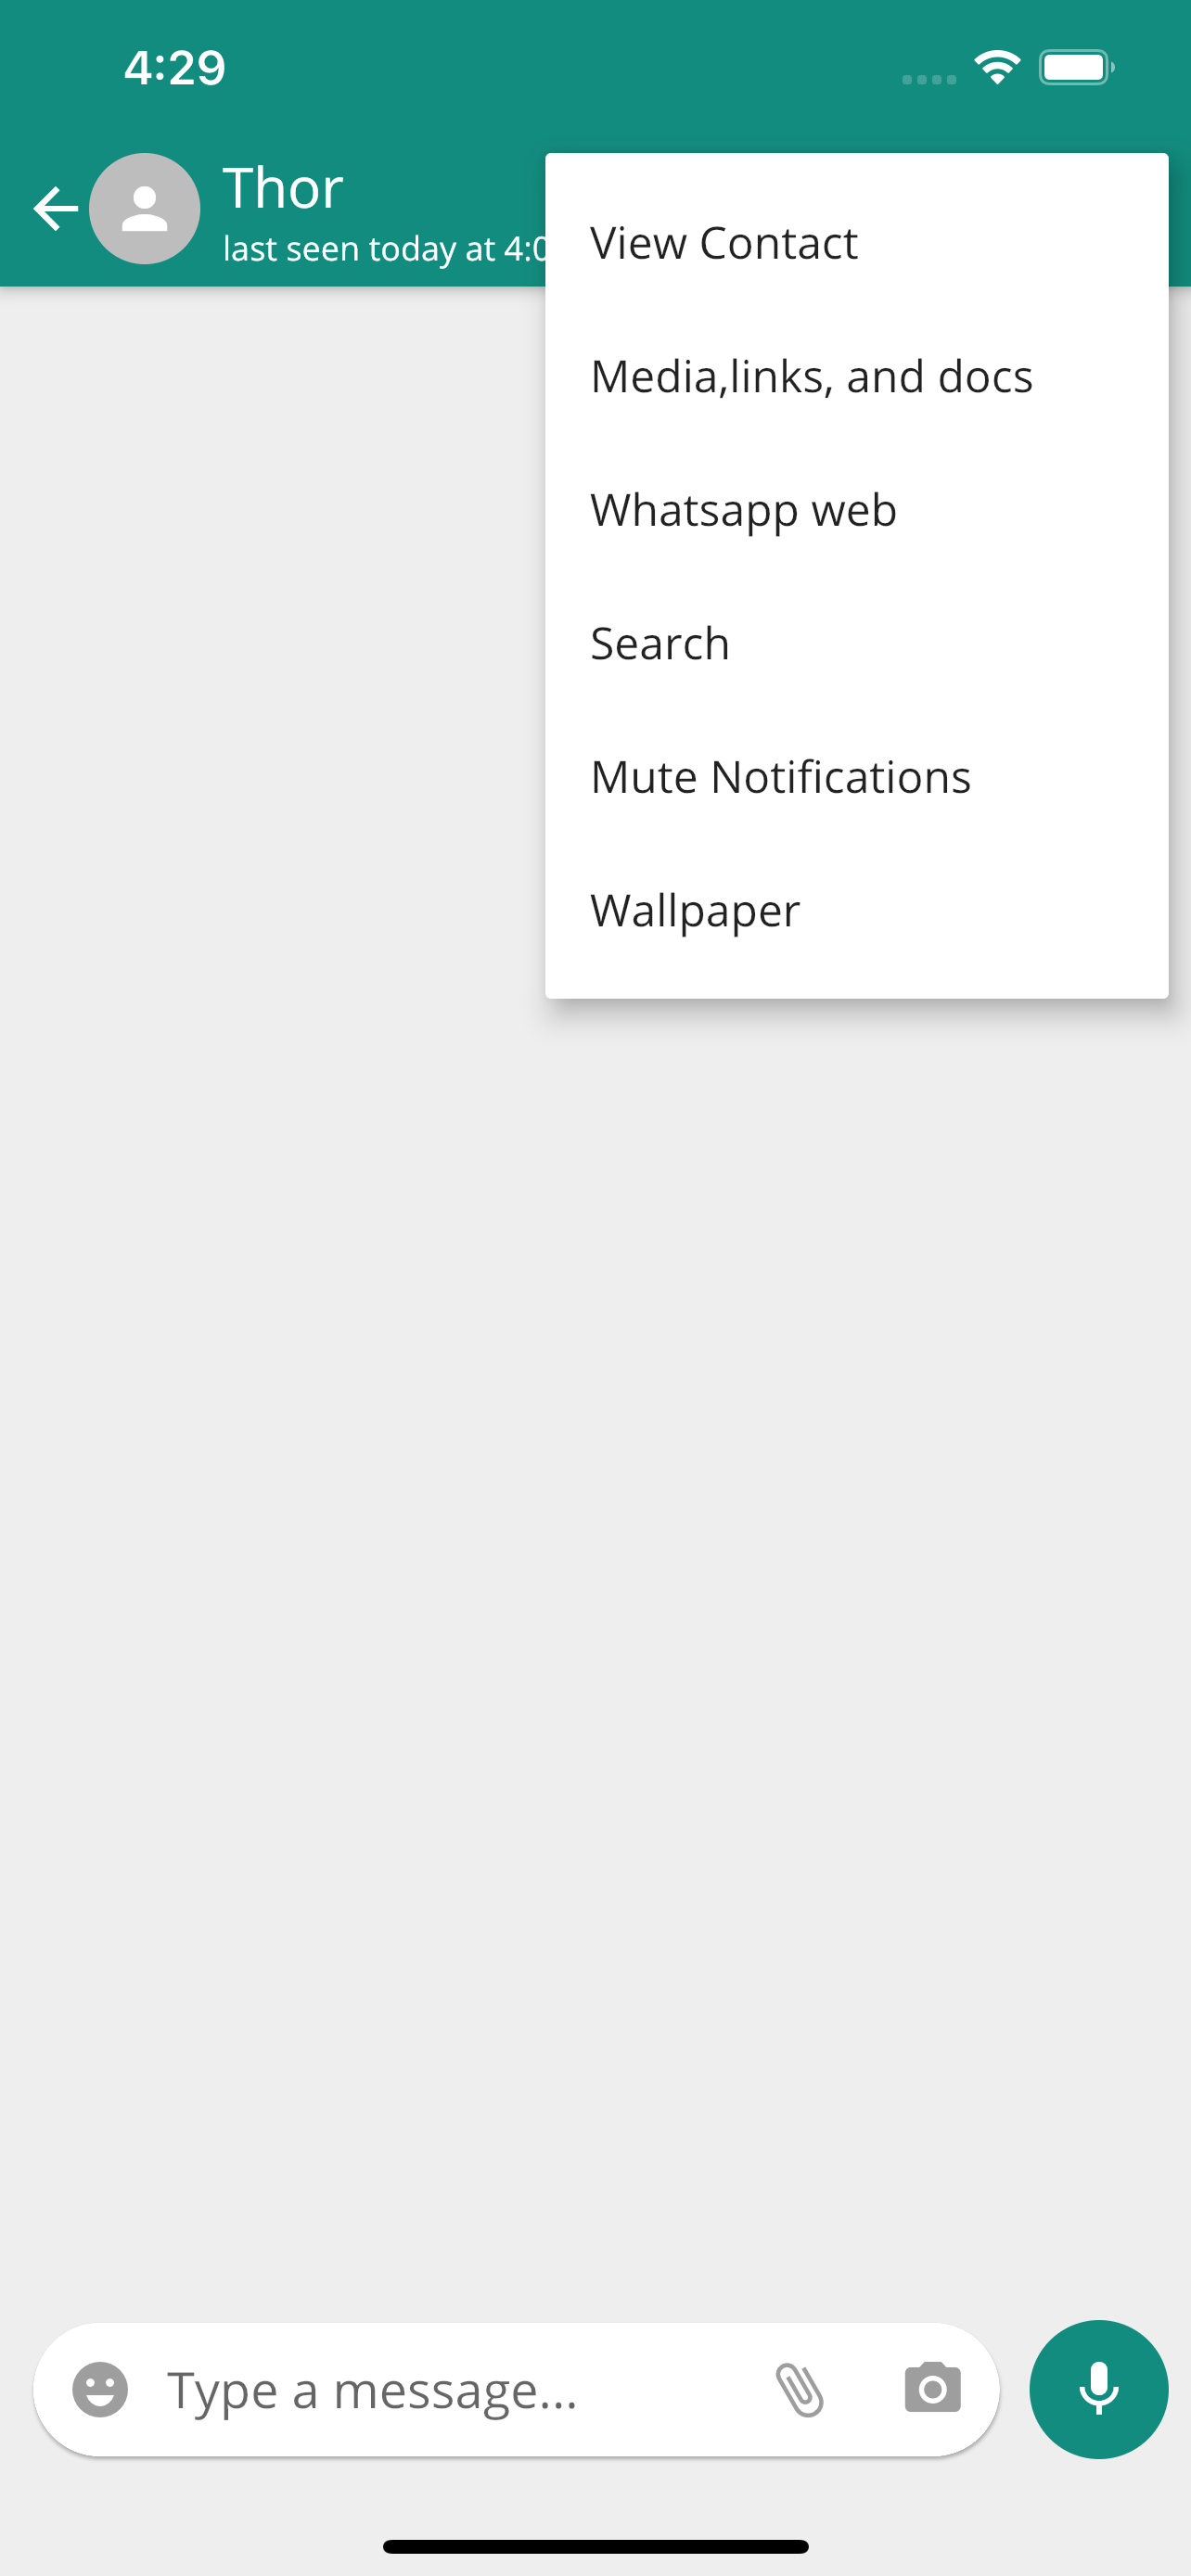 4:29
Thor
last seen today at 4:0
View Contact
Media,links, and docs
Whatsapp web
Search
Mute Notifications
Wallpaper
Type a message...